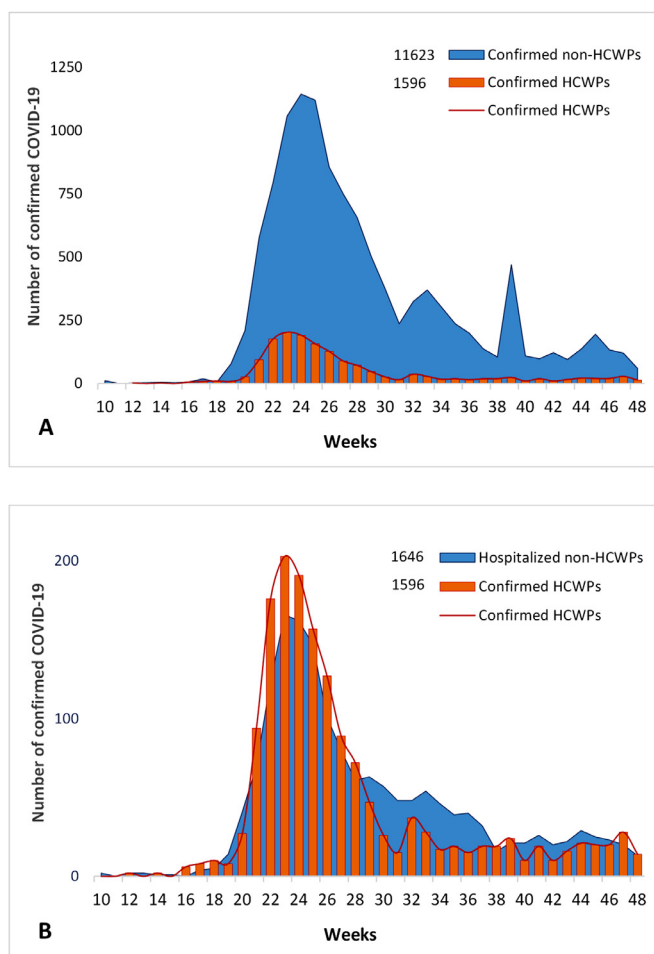 11623 Confirmed non-HCWPs
1596 Confirmed HCWPs
Confirmed HCWPs
Number of confirmed COVID-19
1250
1000
750
500
250
0
10 12 14 16 18 20 22 24 26 28 30 32 34 36 38 40 42 44 46 48
A
Weeks
1646 Hospitalized non-HCWPs
1596 Confirmed HCWPs
Confirmed HCWPs
Number of confirmed COVID-19
200
100
0
10 12 14 16 18 20 22 24 26 28 30 32 34 36 38 40 42 44 46 48
B
Weeks